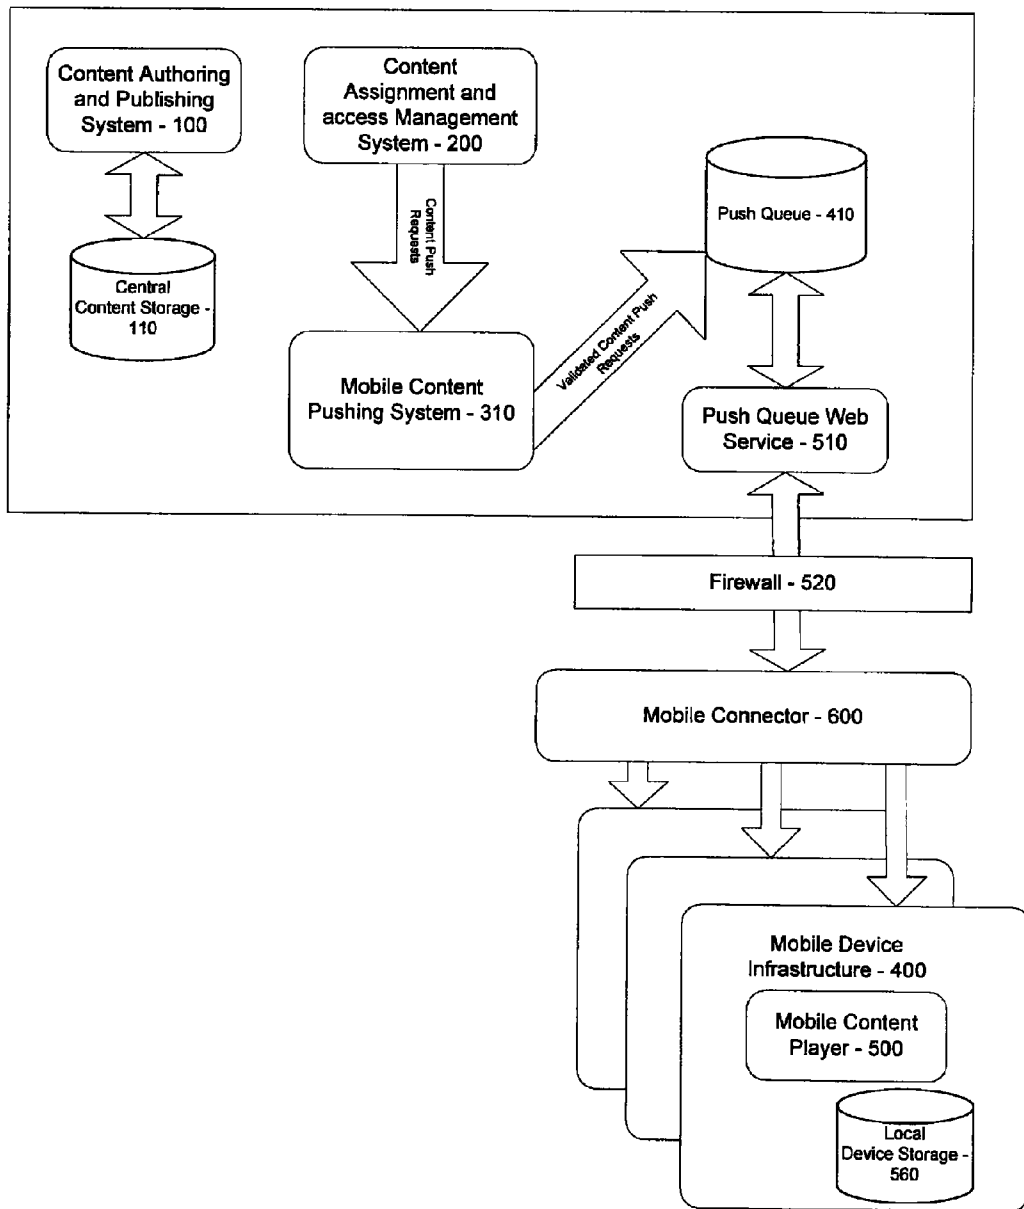 Content Authoring
and Publishing
System - 100
Content
Assignment and
access Management
System - 200
Push Queue - 410
Content Push
Requests
Central
Content Storage -
110
Validated Content Push
Requests
Mobile Content
Pushing System - 310
Push Queue Web
Service - 510
Firewall - 520
Mobile Connector - 600
Mobile Device
Infrastructure - 400
Mobile Content
Player - 500
Local
Device Storage -
560